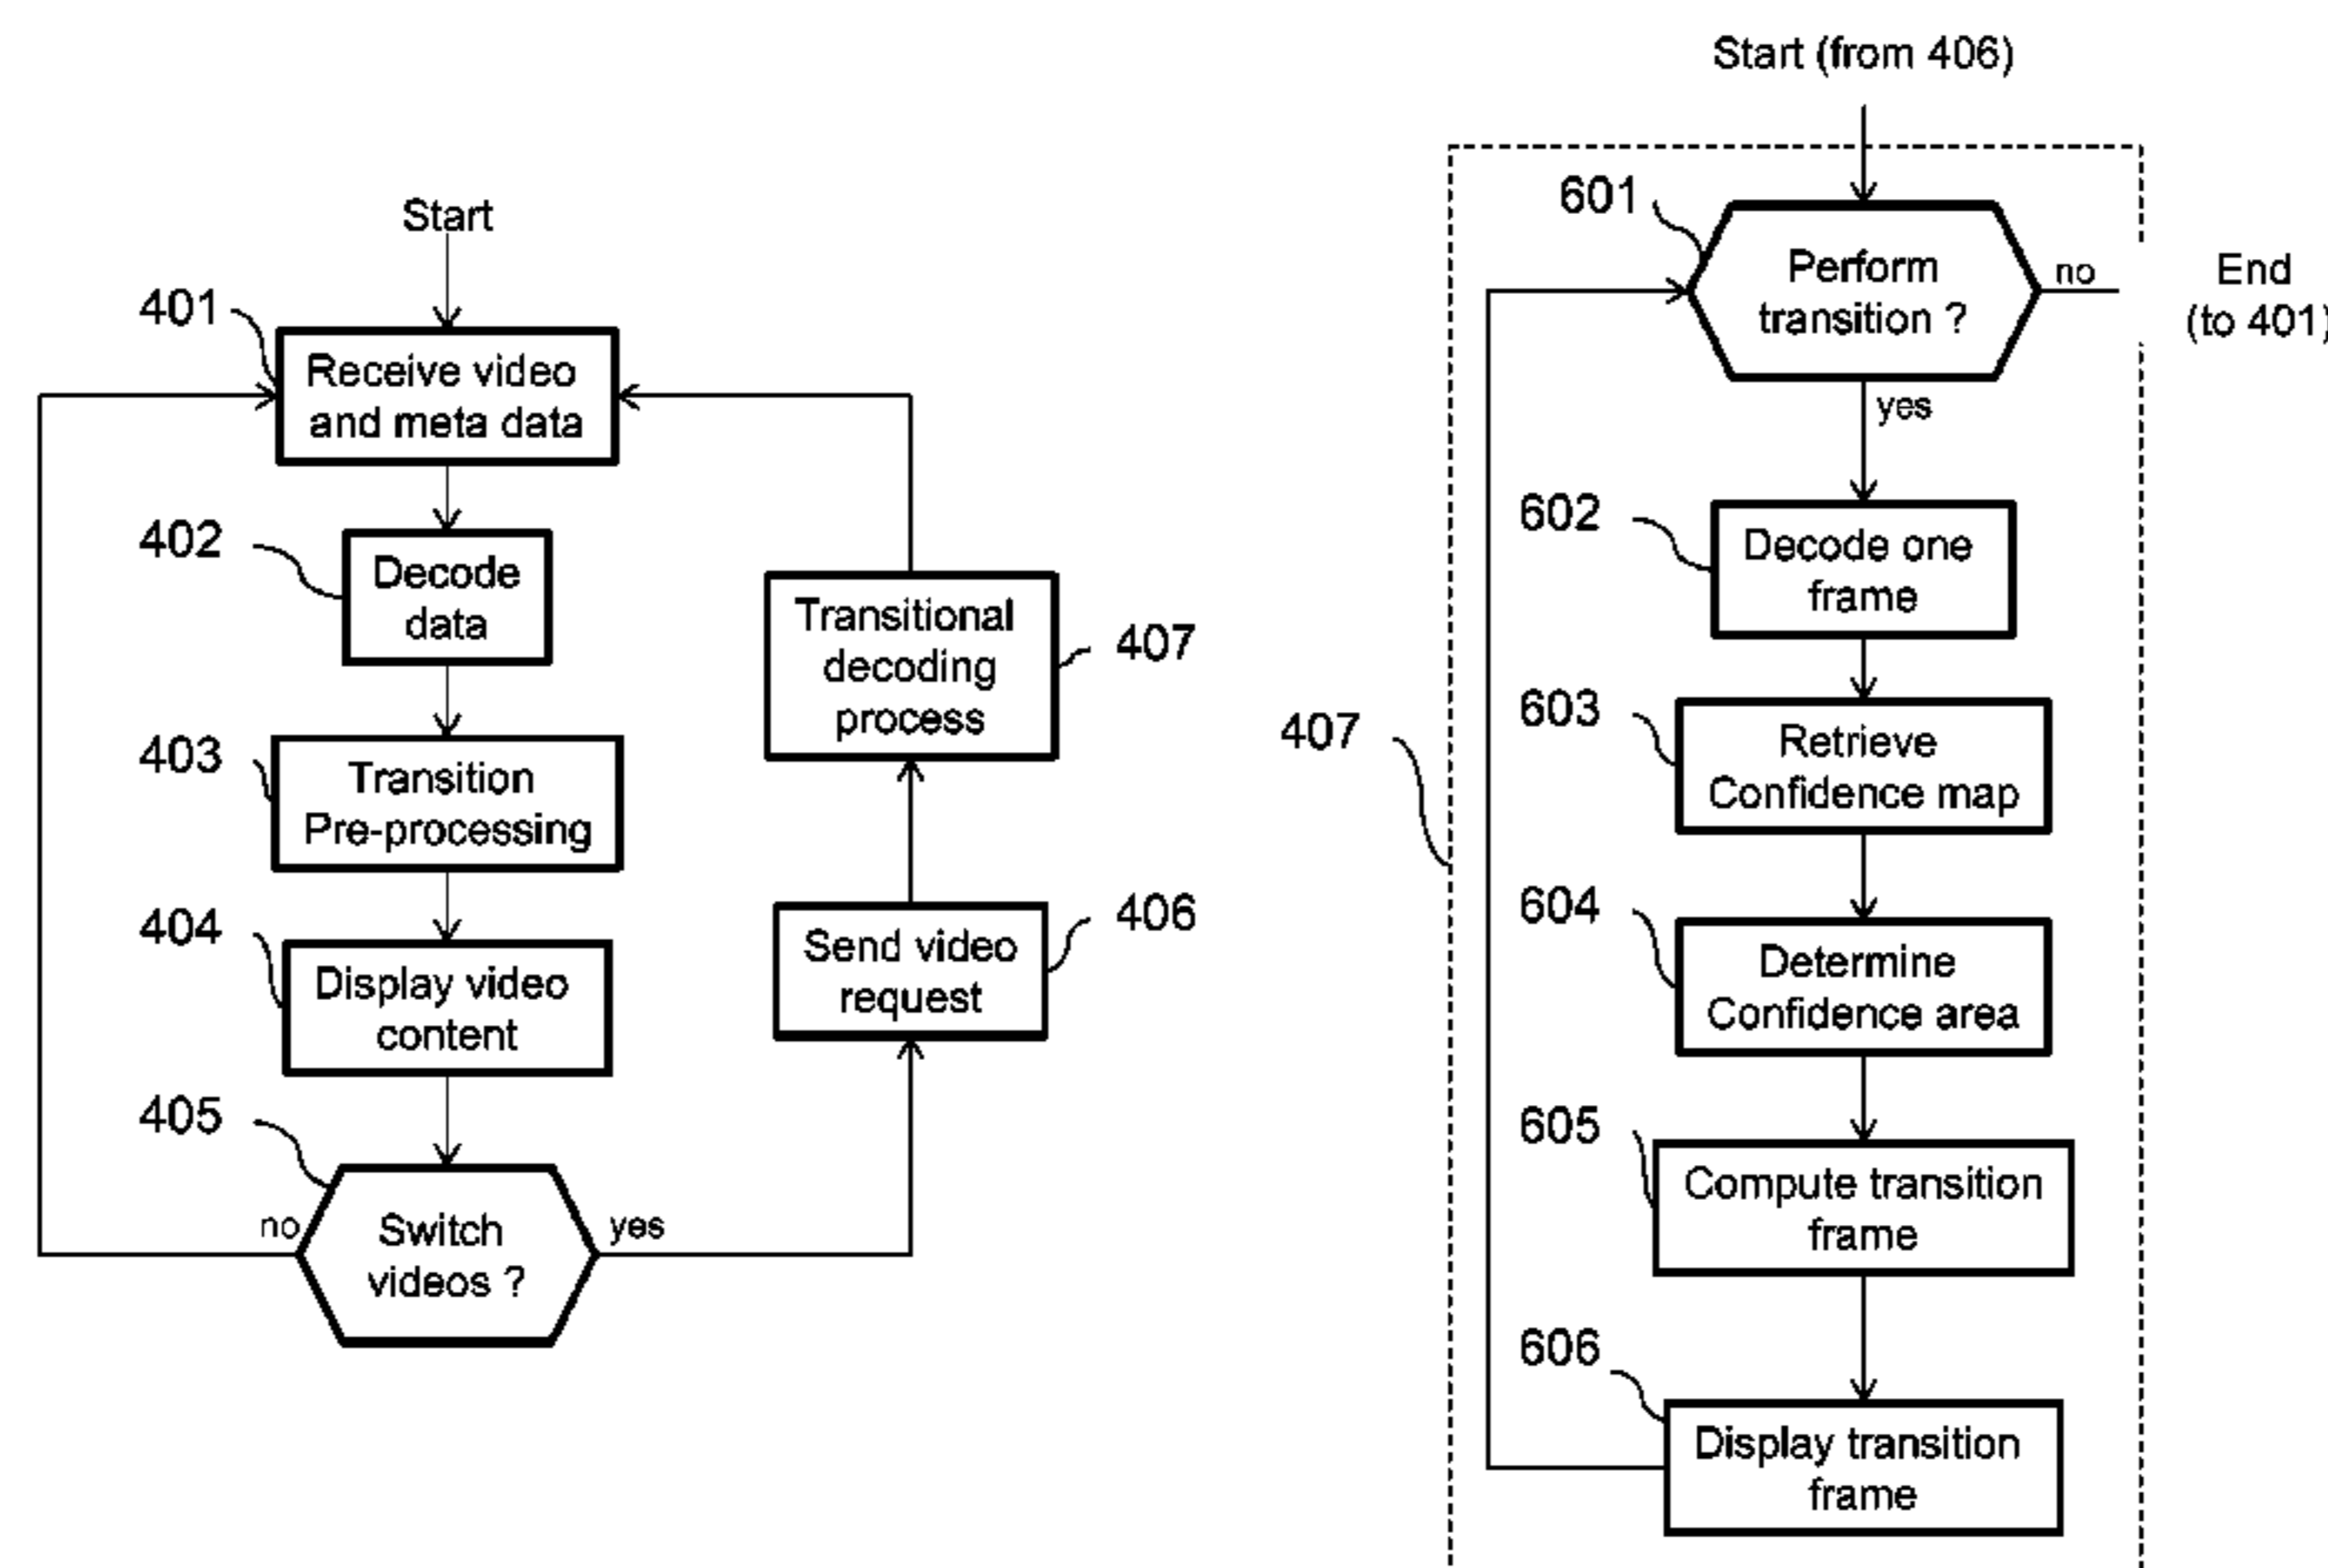 Start
401
Receive video
and meta data
402
Decode
data
403
Transition
Pre-processing
404
Display video
content
405
Switch
videos ?
no
yes
Transitional
decoding
process
407
Send video
request
406
Start (from 406)
601
Perform
transition ?
no
End
(to 401)
yes
602
Decode one
frame
603
Retrieve
Confidence map
407
604
Determine
Confidence area
605
Compute transition
frame
606
Display transition
frame